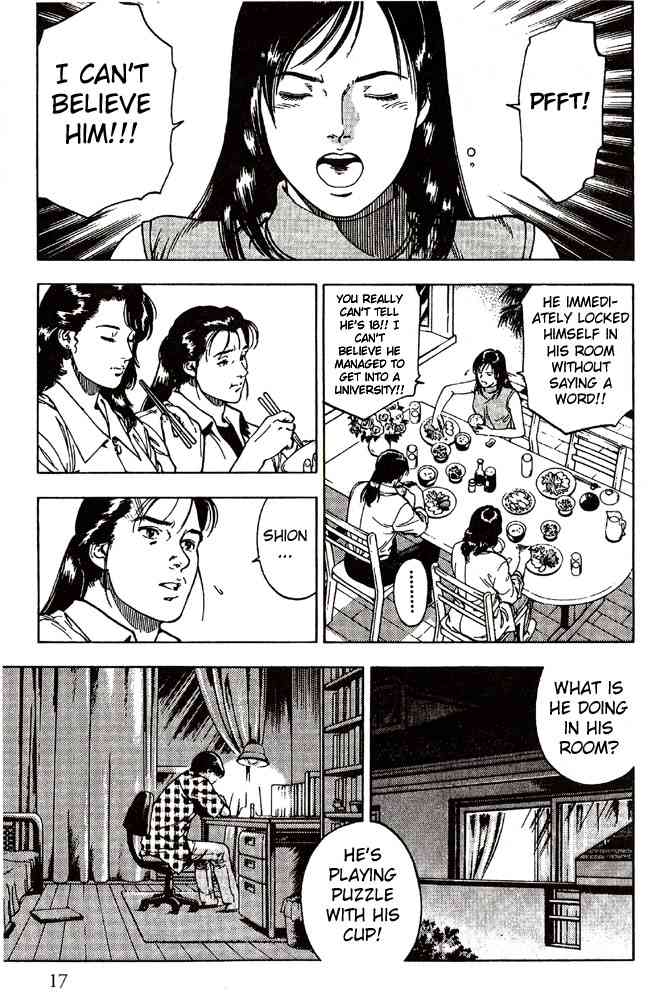 PFFT!
I CAN'T
BELIEVE
HIM!!!
HE IMMEDI-
ATELY LOCKED
HIMSELF IN
HIS ROOM
WITHOUT
SAYING A
WORD!!
YOU REALLY
CAN'T TELL
HE'S 18!! I
CAN'T
BELIEVE HE
MANAGED TO
GET INTO A
UNIVERSITY!!
........
SHION
...
WHAT IS
HE DOING
IN HIS
ROOM?
HE'S
PLAYING
PUZZLE
WITH HIS
CUP!
17